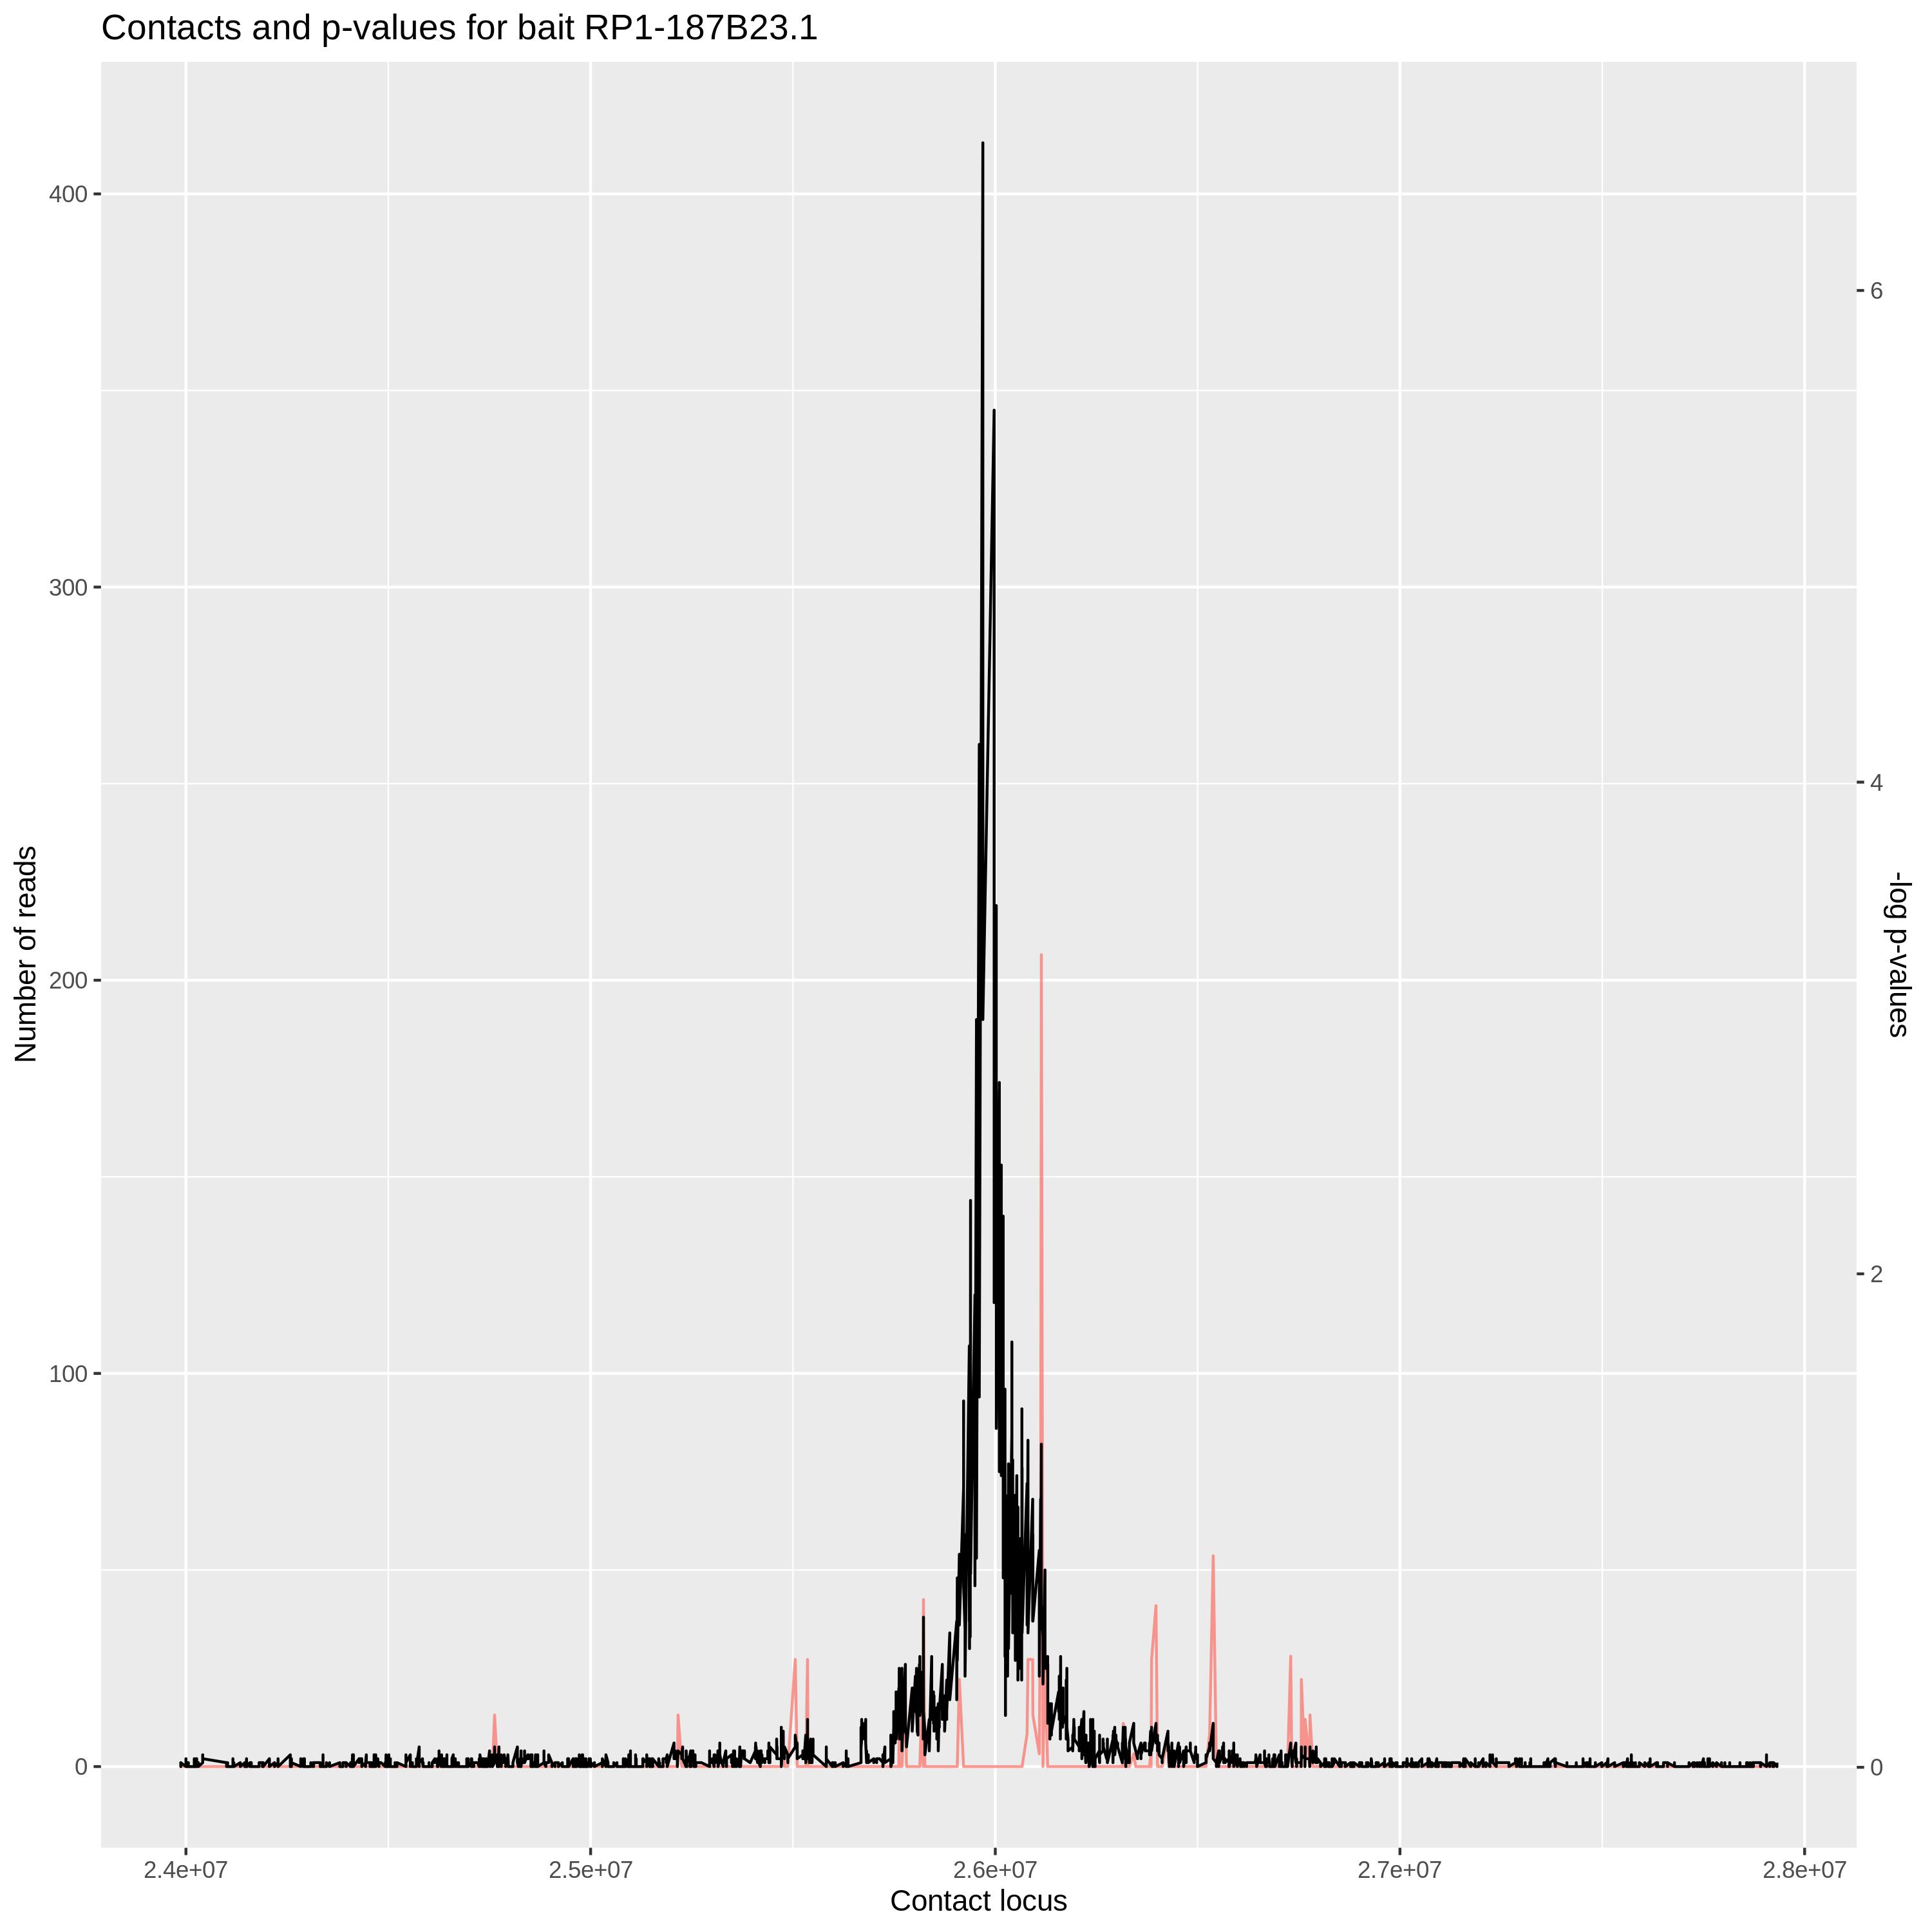 Contacts and p-values for bait RP1-187B23.1
400
300
200
100
0
6
4
2
0
Number of reads
-log p-values
2.4e+07
2.5e+07
2.6e+07
2.7e+07
2.8e+07
Contact locus